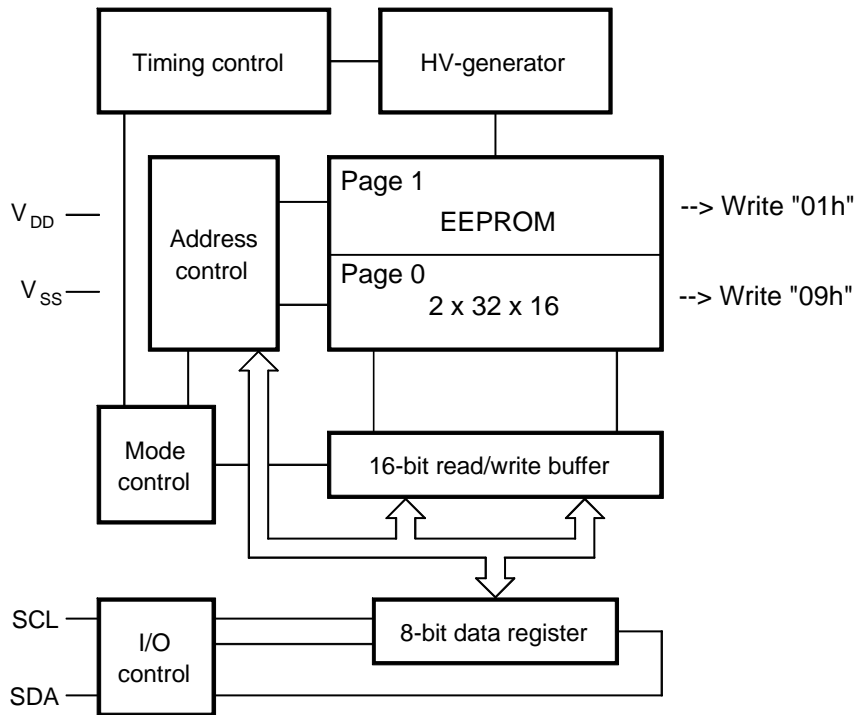 Timing control
HV-generator
Page 1
EEPROM
--> Write "01h"
V DD
Address
control
V SS
Page 0
2 x 32 x 16
--> Write "09h"
Mode
control
16-bit read/write buffer
SCL
I/O
control
8-bit data register
SDA